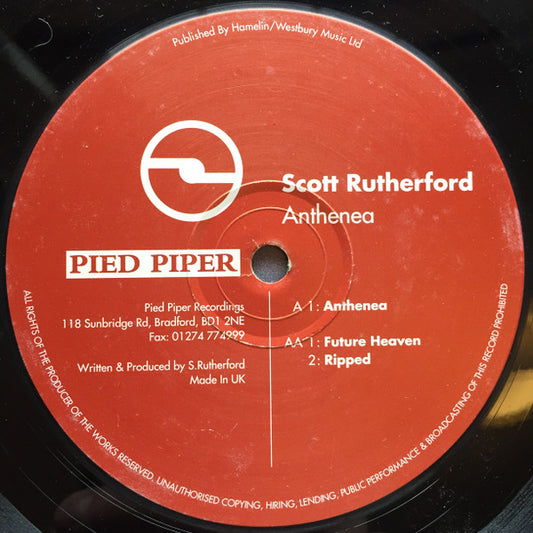 Published By Hamelin/Westbury Music Ltd
Scott Rutherford
Anthenea
PIED PIPER
Pied Piper Recordings
118 Sunbridge Rd, Bradford, BD1 2NE
Fax: 01274 774999
Written & Produced by S.Rutherford
Made In UK
A 1: Anthenea
AA 1: Future Heaven
2: Ripped
ALL RIGHTS OF THE PRODUCER OF THE WORKS RESERVED. UNAUTHORISED COPYING, HIRING, LENDING, PUBLIC PERFORMANCE & BROADCASTING OF THIS RECORD PROHIBITED